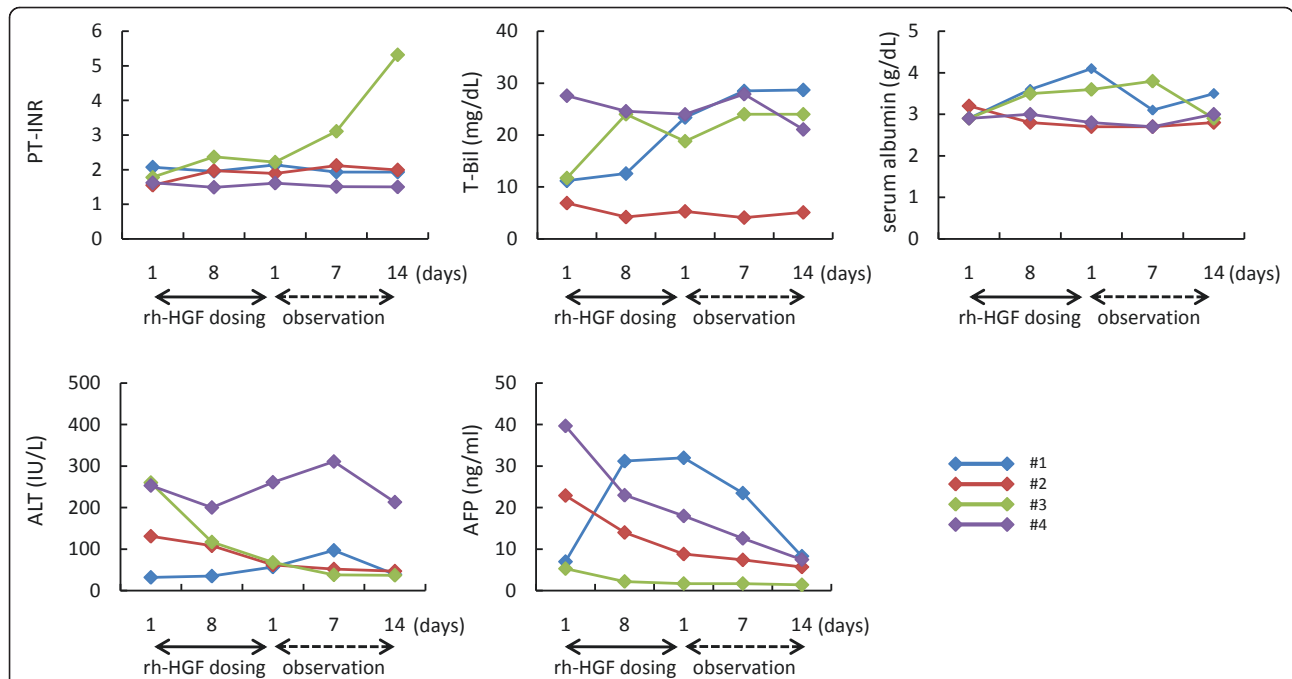 PT-INR
6
5
4
3
2
1
0
1 8 1 7 14 (days)
rh-HGF dosing observation
T-Bil (mg/dL)
40
30
20
10
0
1 8 1 7 14 (days)
rh-HGF dosing observation
serum albumin (g/dL)
5
4
3
2
1
0
1 8 1 7 14 (days)
rh-HGF dosing observation
ALT (IU/L)
500
400
300
200
100
0
1 8 1 7 14 (days)
rh-HGF dosing observation
AFP (ng/ml)
50
40
30
20
10
0
1 8 1 7 14 (days)
rh-HGF dosing observation
#1
#2
#3
#4